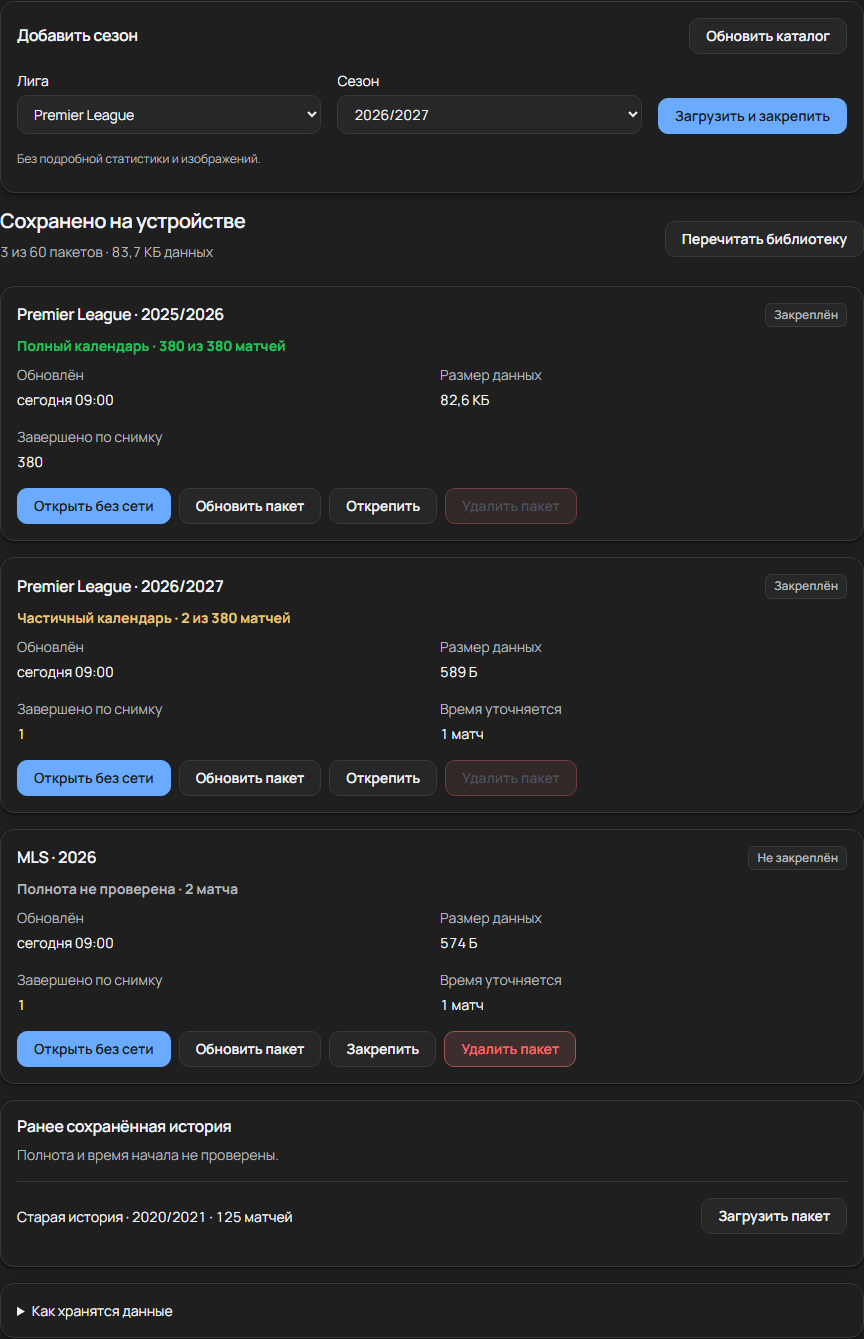 Добавить сезон
Обновить каталог
Лига
Сезон
Premier League
2026/2027
Загрузить и закрепить
Без подробной статистики и изображений.
Сохранено на устройстве
3 из 60 пакетов · 83,7 КБ данных
Перечитать библиотеку
Premier League · 2025/2026
Закреплён
Полный календарь · 380 из 380 матчей
Обновлён
Размер данных
сегодня 09:00
82,6 КБ
Завершено по снимку
380
Открыть без сети
Обновить пакет
Открепить
Удалить пакет
Premier League · 2026/2027
Закреплён
Частичный календарь · 2 из 380 матчей
Обновлён
Размер данных
сегодня 09:00
589 Б
Завершено по снимку
Время уточняется
1
1 матч
Открыть без сети
Обновить пакет
Открепить
Удалить пакет
MLS · 2026
Не закреплён
Полнота не проверена · 2 матча
Обновлён
Размер данных
сегодня 09:00
574 Б
Завершено по снимку
Время уточняется
1
1 матч
Открыть без сети
Обновить пакет
Закрепить
Удалить пакет
Ранее сохранённая история
Полнота и время начала не проверены.
Старая история · 2020/2021 · 125 матчей
Загрузить пакет
Как хранятся данные